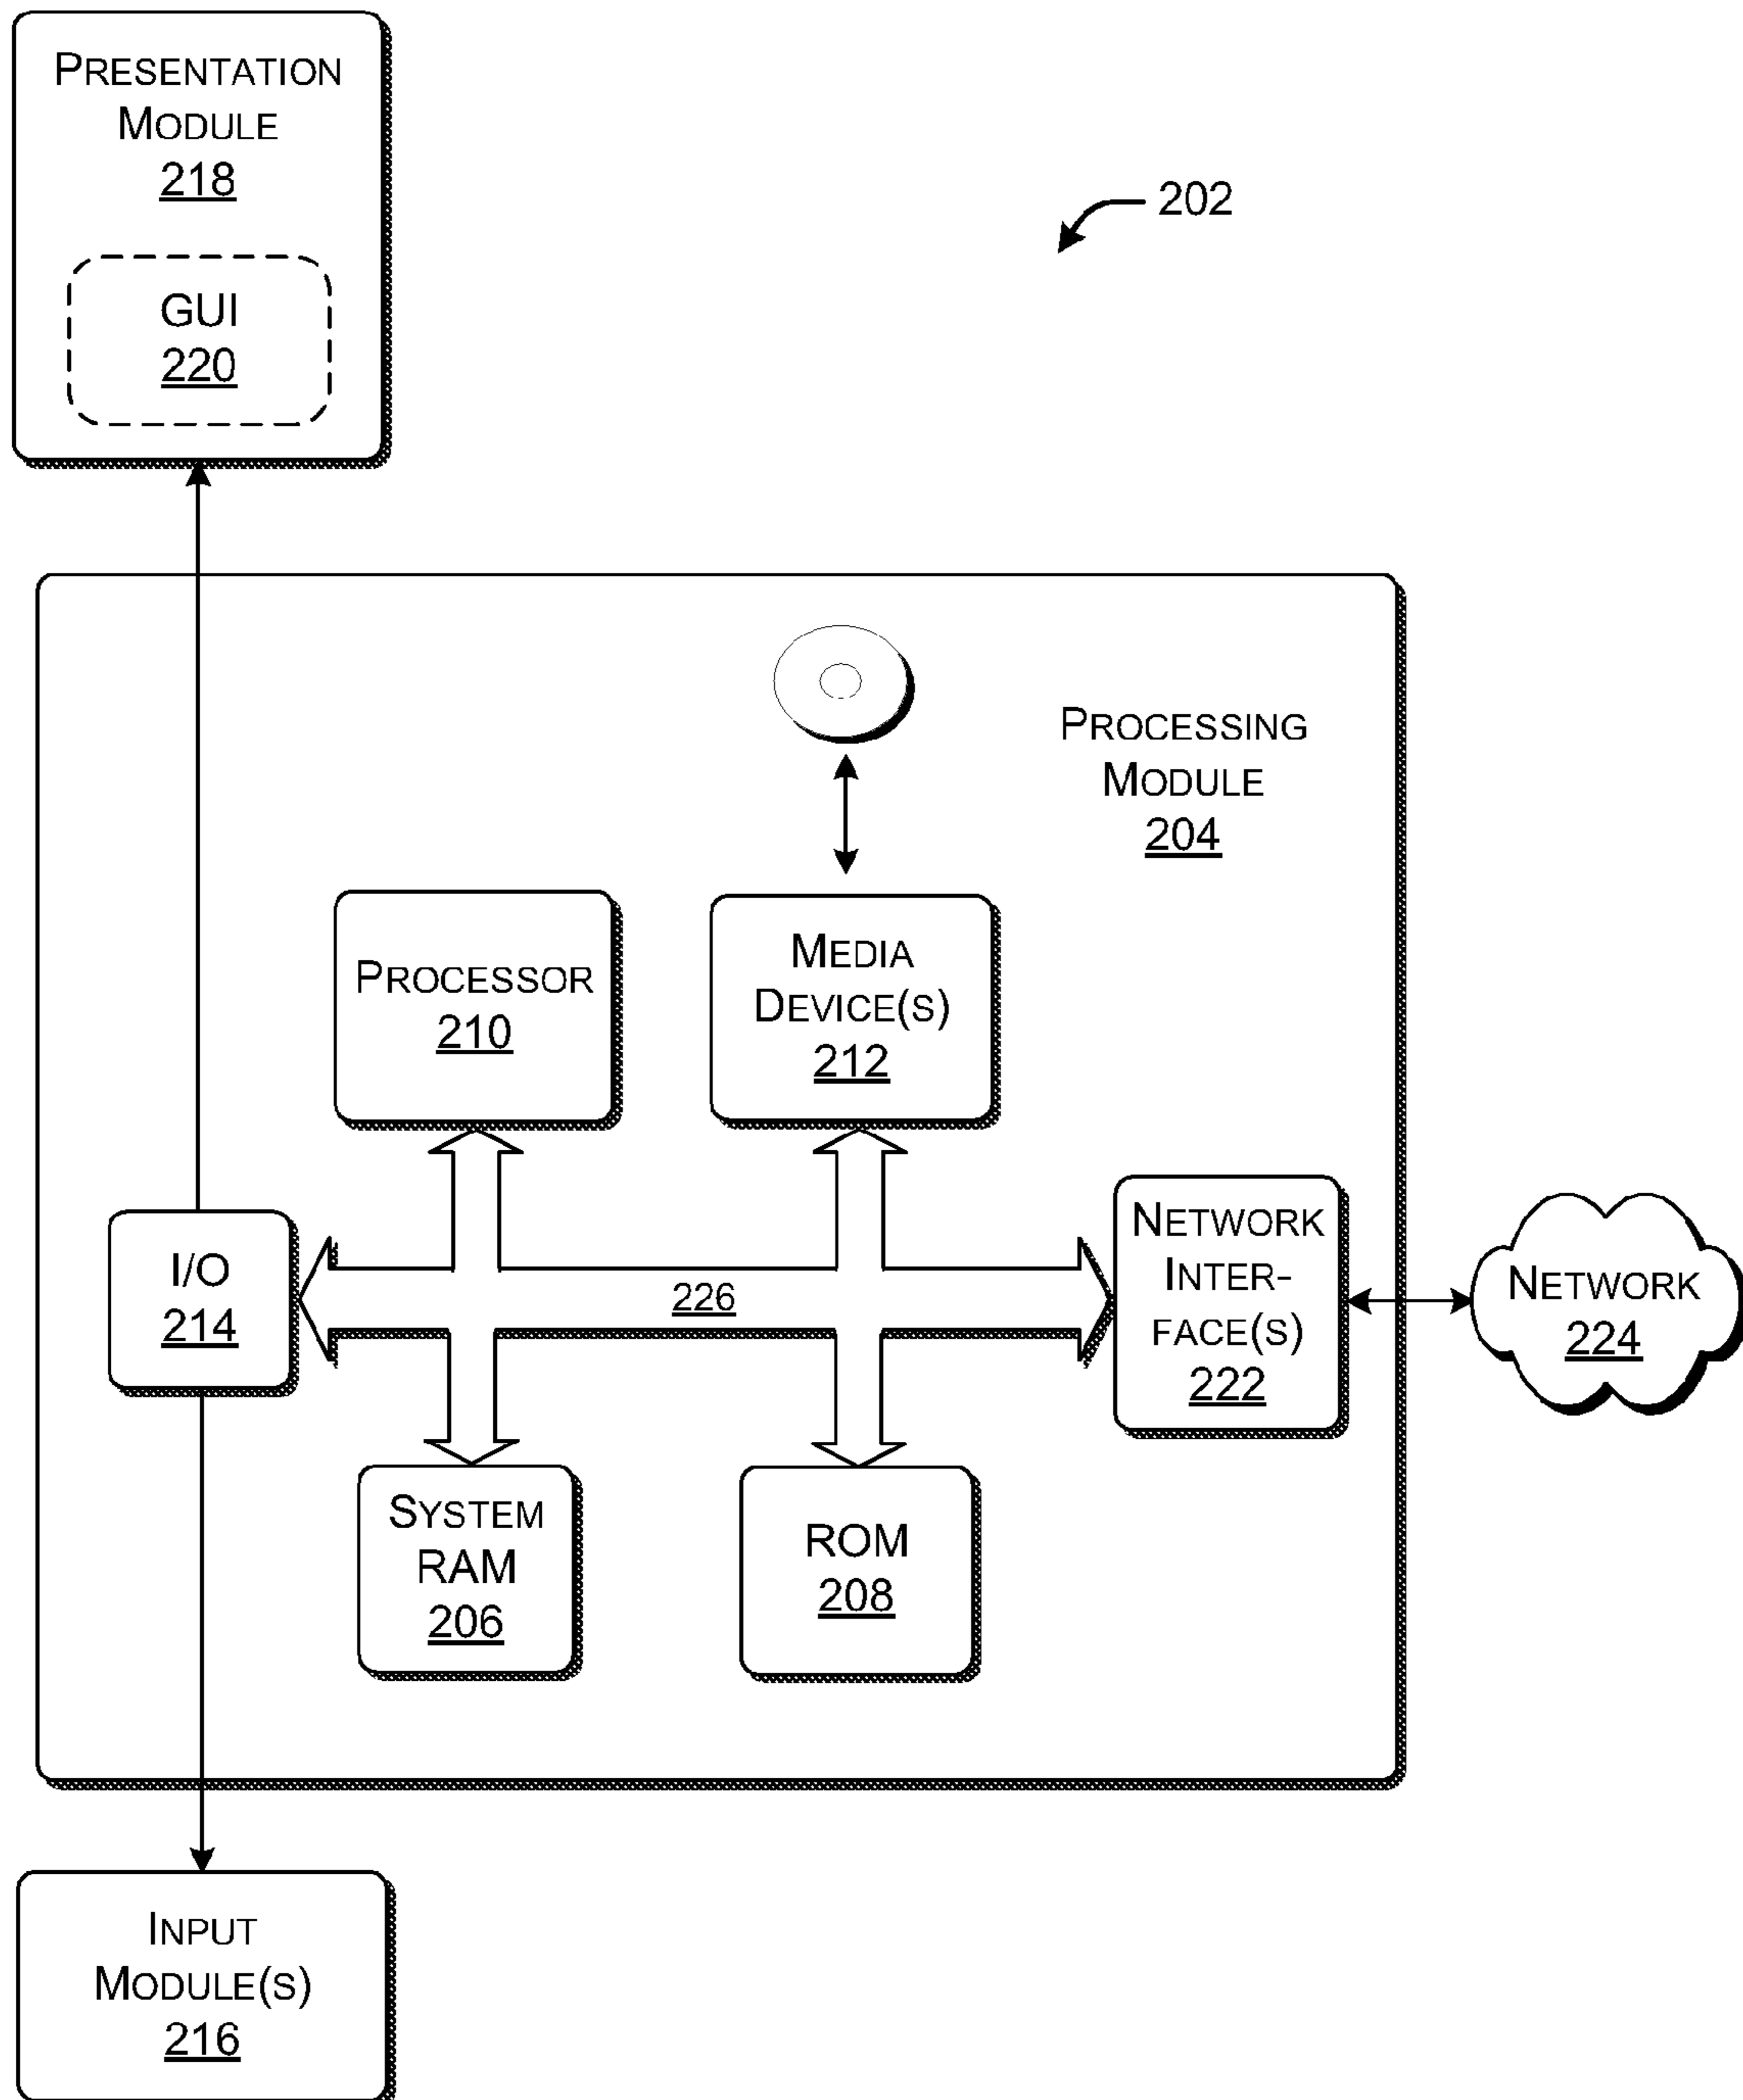 PRESENTATION
MODULE
218
GUI
220
202
PROCESSING
MODULE
204
PROCESSOR
210
MEDIA
DEVICE(S)
212
I/O
214
226
NETWORK
INTER-
FACE(S)
222
NETWORK
224
SYSTEM
RAM
206
ROM
208
INPUT
MODULE(S)
216